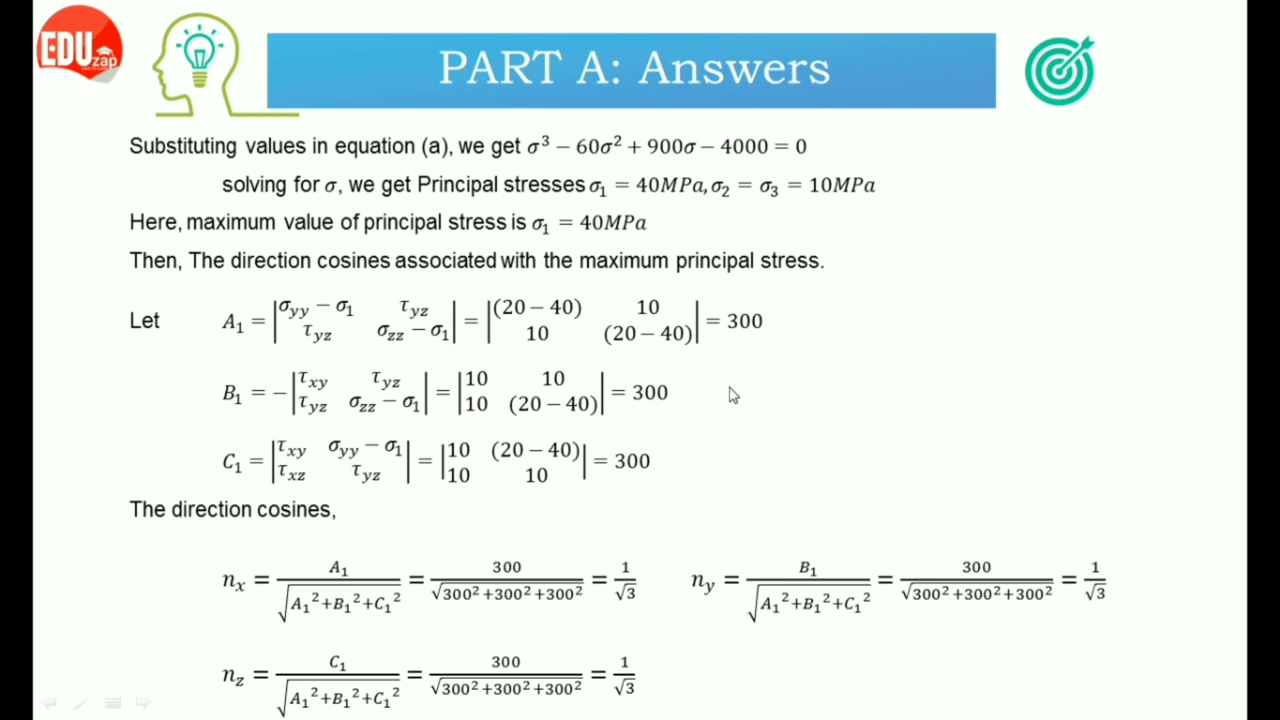 EDUzap
PART A: Answers
Substituting values in equation (a), we get σ³ − 60σ² + 900σ − 4000 = 0
solving for σ, we get Principal stresses σ₁ = 40MPa, σ₂ = σ₃ = 10MPa
Here, maximum value of principal stress is σ₁ = 40MPa
Then, The direction cosines associated with the maximum principal stress.
Let A₁ = |σyy − σ₁ τyz; τyz σzz − σ₁| = |(20 − 40) 10; 10 (20 − 40)| = 300
B₁ = −|τxy τyz; τyz σzz − σ₁| = |10 10; 10 (20 − 40)| = 300
C₁ = |τxy σyy − σ₁; τxz τyz| = |10 (20 − 40); 10 10| = 300
The direction cosines,
nx = A₁/√(A₁²+B₁²+C₁²) = 300/√(300²+300²+300²) = 1/√3 ny = B₁/√(A₁²+B₁²+C₁²) = 300/√(300²+300²+300²) = 1/√3
nz = C₁/√(A₁²+B₁²+C₁²) = 300/√(300²+300²+300²) = 1/√3